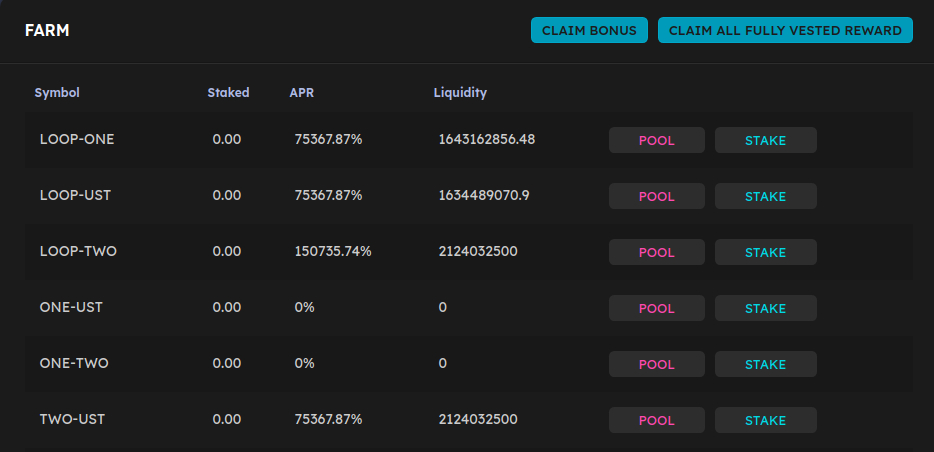 FARM CLAIM BONUS CLAIM ALL FULLY VESTED REWARD
Symbol Staked APR Liquidity
LOOP-ONE 0.00 75367.87% 1643162856.48 POOL STAKE
LOOP-UST 0.00 75367.87% 1634489070.9 POOL STAKE
LOOP-TWO 0.00 150735.74% 2124032500 POOL STAKE
ONE-UST 0.00 0% 0 POOL STAKE
ONE-TWO 0.00 0% 0 POOL STAKE
TWO-UST 0.00 75367.87% 2124032500 POOL STAKE